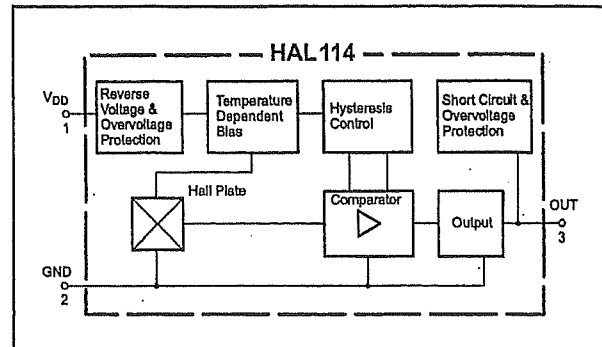 HAL 114
VDD
1
Reverse
Voltage &
Overvoltage
Protection
Temperature
Dependent
Bias
Hysteresis
Control
Short Circuit &
Overvoltage
Protection
Hall Plate
Comparator
Output
OUT
3
GND
2